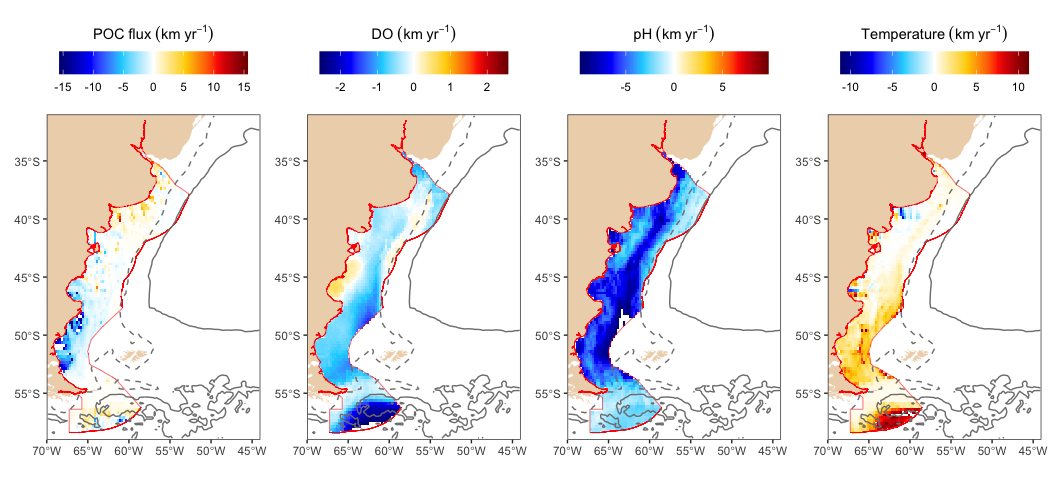 POC flux (km yr⁻¹)
-15 -10 -5 0 5 10 15
35°S
40°S
45°S
50°S
55°S
70°W 65°W 60°W 55°W 50°W 45°W
DO (km yr⁻¹)
-2 -1 0 1 2
35°S
40°S
45°S
50°S
55°S
70°W 65°W 60°W 55°W 50°W 45°W
pH (km yr⁻¹)
-5 0 5
35°S
40°S
45°S
50°S
55°S
70°W 65°W 60°W 55°W 50°W 45°W
Temperature (km yr⁻¹)
-10 -5 0 5 10
35°S
40°S
45°S
50°S
55°S
70°W 65°W 60°W 55°W 50°W 45°W